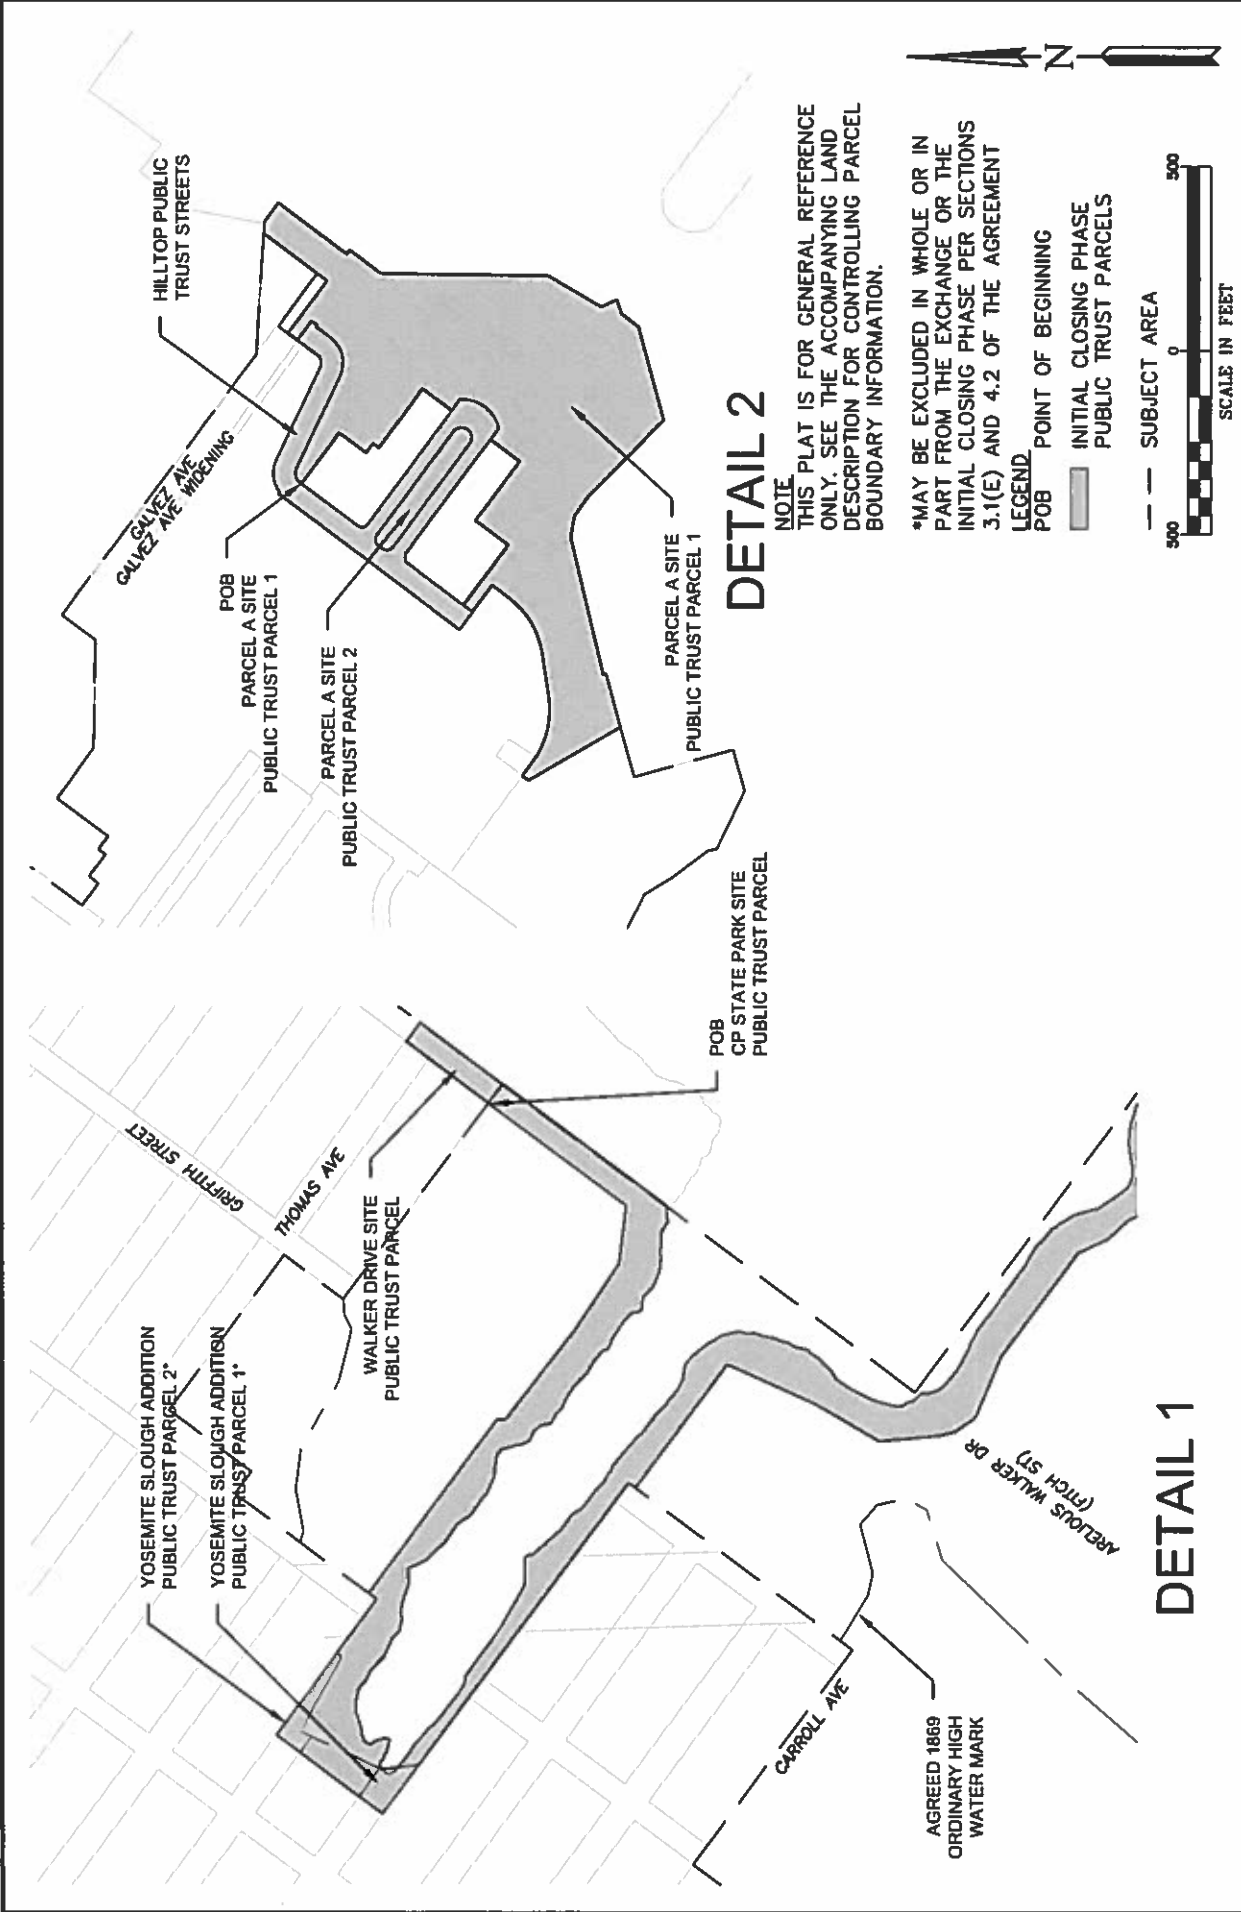 YOSEMITE SLOUGH ADDITION
PUBLIC TRUST PARCEL 2*
YOSEMITE SLOUGH ADDITION
PUBLIC TRUST PARCEL 1*
GRIFFITH STREET
THOMAS AVE
WALKER DRIVE SITE
PUBLIC TRUST PARCEL
POB
CP STATE PARK SITE
PUBLIC TRUST PARCEL
CARROLL AVE
AGREED 1869
ORDINARY HIGH
WATER MARK
ARELIOUS WALKER DR
(FITCH ST)
DETAIL 1
HILLTOP PUBLIC
TRUST STREETS
GALVEZ AVE
GALVEZ AVE WIDENING
POB
PARCEL A SITE
PUBLIC TRUST PARCEL 1
PARCEL A SITE
PUBLIC TRUST PARCEL 2
PARCEL A SITE
PUBLIC TRUST PARCEL 1
DETAIL 2
NOTE
THIS PLAT IS FOR GENERAL REFERENCE
ONLY. SEE THE ACCOMPANYING LAND
DESCRIPTION FOR CONTROLLING PARCEL
BOUNDARY INFORMATION.
*MAY BE EXCLUDED IN WHOLE OR IN
PART FROM THE EXCHANGE OR THE
INITIAL CLOSING PHASE PER SECTIONS
3.1(E) AND 4.2 OF THE AGREEMENT
LEGEND
POB POINT OF BEGINNING
INITIAL CLOSING PHASE
PUBLIC TRUST PARCELS
SUBJECT AREA
500 0 500
SCALE IN FEET
N